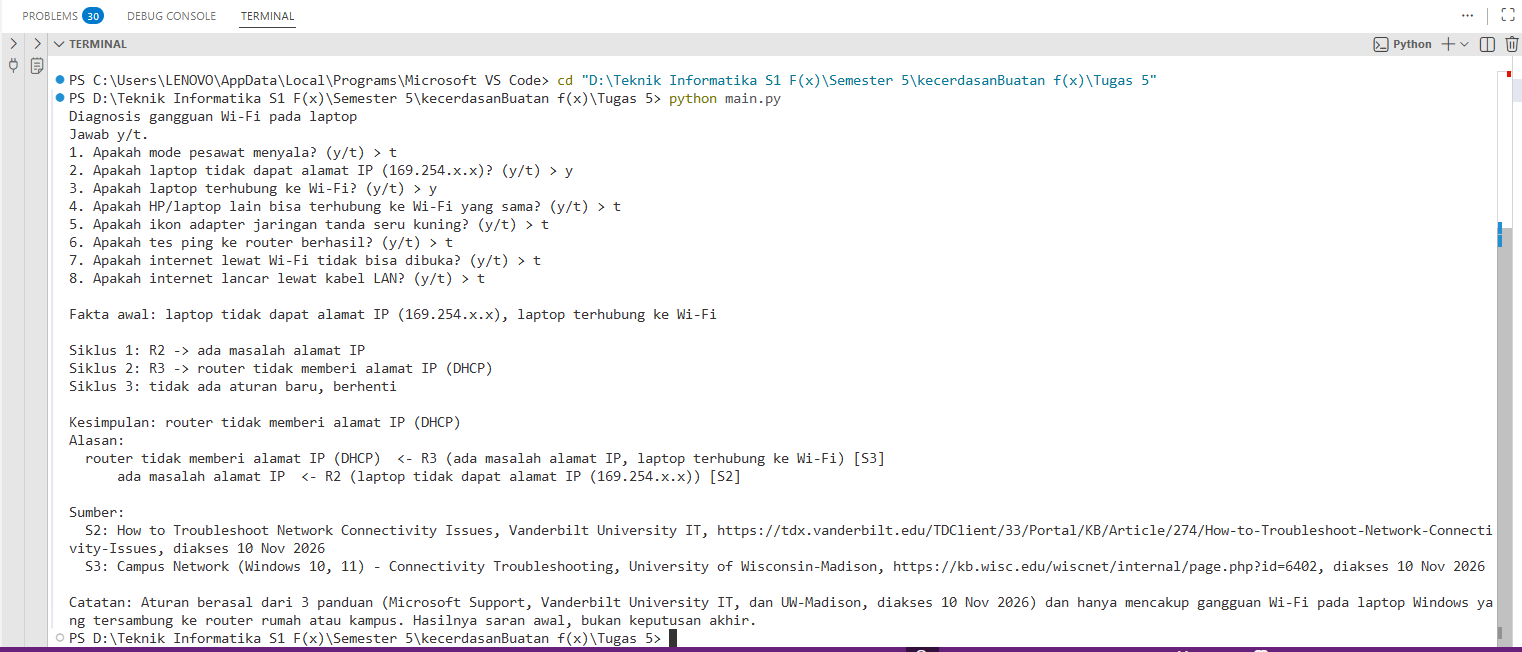 PROBLEMS 30 DEBUG CONSOLE TERMINAL
TERMINAL
Python
PS C:\Users\LENOVO\AppData\Local\Programs\Microsoft VS Code> cd "D:\Teknik Informatika S1 F(x)\Semester 5\kecerdasanBuatan f(x)\Tugas 5"
PS D:\Teknik Informatika S1 F(x)\Semester 5\kecerdasanBuatan f(x)\Tugas 5> python main.py
Diagnosis gangguan Wi-Fi pada laptop
Jawab y/t.
1. Apakah mode pesawat menyala? (y/t) > t
2. Apakah laptop tidak dapat alamat IP (169.254.x.x)? (y/t) > y
3. Apakah laptop terhubung ke Wi-Fi? (y/t) > y
4. Apakah HP/laptop lain bisa terhubung ke Wi-Fi yang sama? (y/t) > t
5. Apakah ikon adapter jaringan tanda seru kuning? (y/t) > t
6. Apakah tes ping ke router berhasil? (y/t) > t
7. Apakah internet lewat Wi-Fi tidak bisa dibuka? (y/t) > t
8. Apakah internet lancar lewat kabel LAN? (y/t) > t
Fakta awal: laptop tidak dapat alamat IP (169.254.x.x), laptop terhubung ke Wi-Fi
Siklus 1: R2 -> ada masalah alamat IP
Siklus 2: R3 -> router tidak memberi alamat IP (DHCP)
Siklus 3: tidak ada aturan baru, berhenti
Kesimpulan: router tidak memberi alamat IP (DHCP)
Alasan:
router tidak memberi alamat IP (DHCP) <- R3 (ada masalah alamat IP, laptop terhubung ke Wi-Fi) [S3]
ada masalah alamat IP <- R2 (laptop tidak dapat alamat IP (169.254.x.x)) [S2]
Sumber:
S2: How to Troubleshoot Network Connectivity Issues, Vanderbilt University IT, https://tdx.vanderbilt.edu/TDClient/33/Portal/KB/Article/274/How-to-Troubleshoot-Network-Connecti
vity-Issues, diakses 10 Nov 2026
S3: Campus Network (Windows 10, 11) - Connectivity Troubleshooting, University of Wisconsin-Madison, https://kb.wisc.edu/wiscnet/internal/page.php?id=6402, diakses 10 Nov 2026
Catatan: Aturan berasal dari 3 panduan (Microsoft Support, Vanderbilt University IT, dan UW-Madison, diakses 10 Nov 2026) dan hanya mencakup gangguan Wi-Fi pada laptop Windows ya
ng tersambung ke router rumah atau kampus. Hasilnya saran awal, bukan keputusan akhir.
PS D:\Teknik Informatika S1 F(x)\Semester 5\kecerdasanBuatan f(x)\Tugas 5>